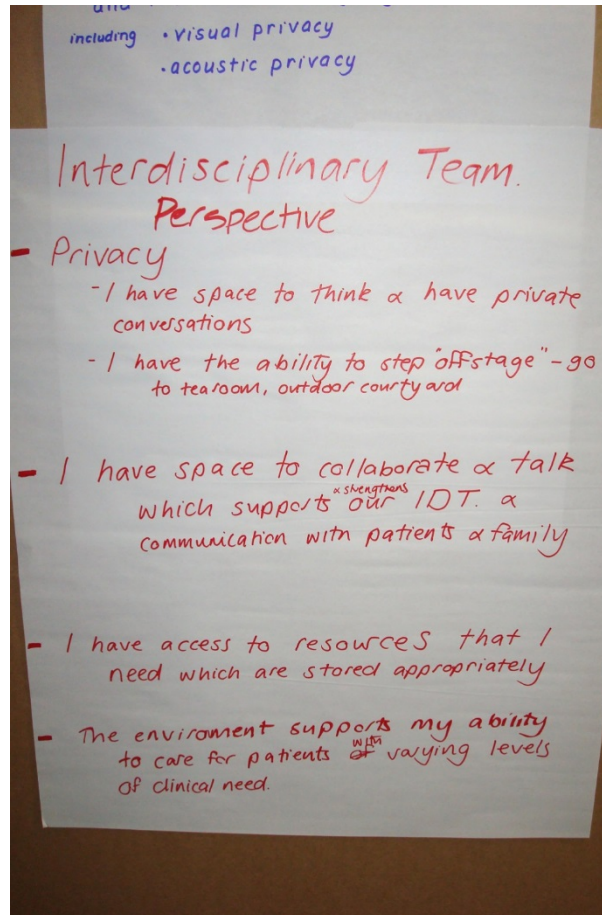 including • visual privacy
• acoustic privacy
Interdisciplinary Team.
Perspective
- Privacy
- I have space to think & have private
conversations
- I have the ability to step "offstage" - go
to tearoom, outdoor courtyard
- I have space to collaborate & talk
which supports & strengthens our IDT. &
communication with patients & family
- I have access to resources that I
need which are stored appropriately
- The enviroment supports my ability
to care for patients with varying levels
of clinical need.